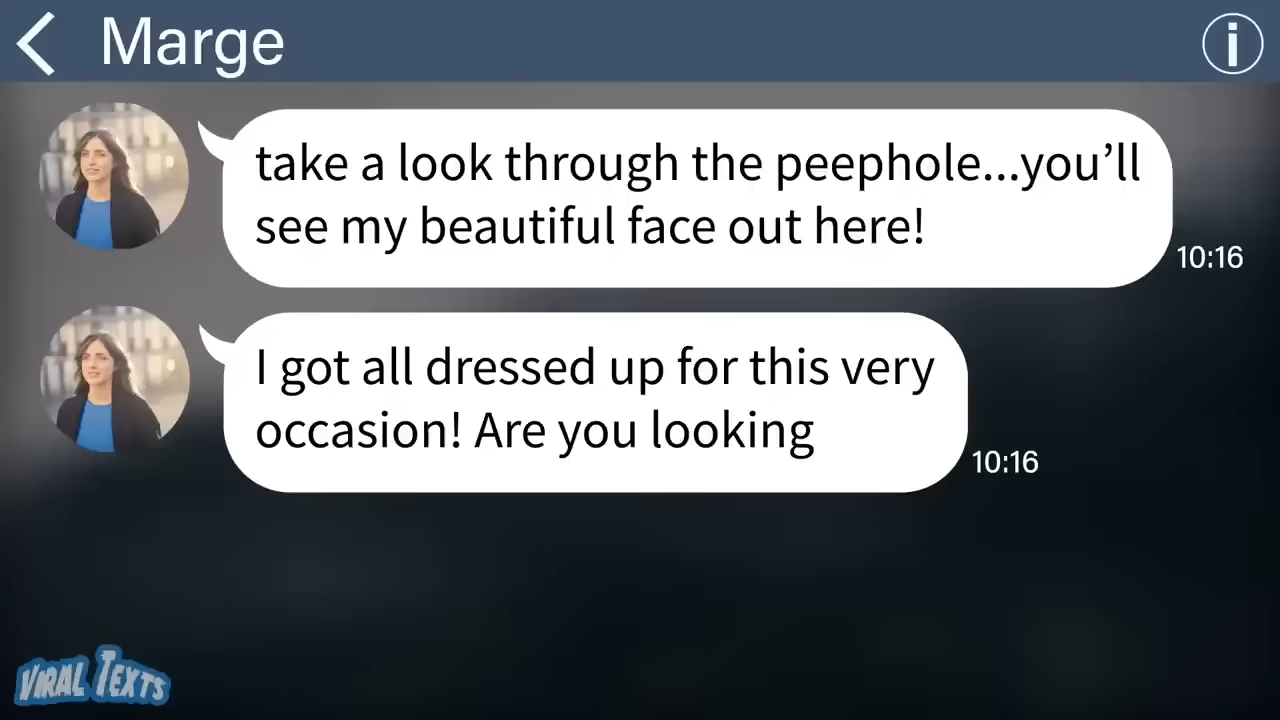 Marge
take a look through the peephole...you’ll
see my beautiful face out here!
10:16
I got all dressed up for this very
occasion! Are you looking
10:16
VIRAL TEXTS